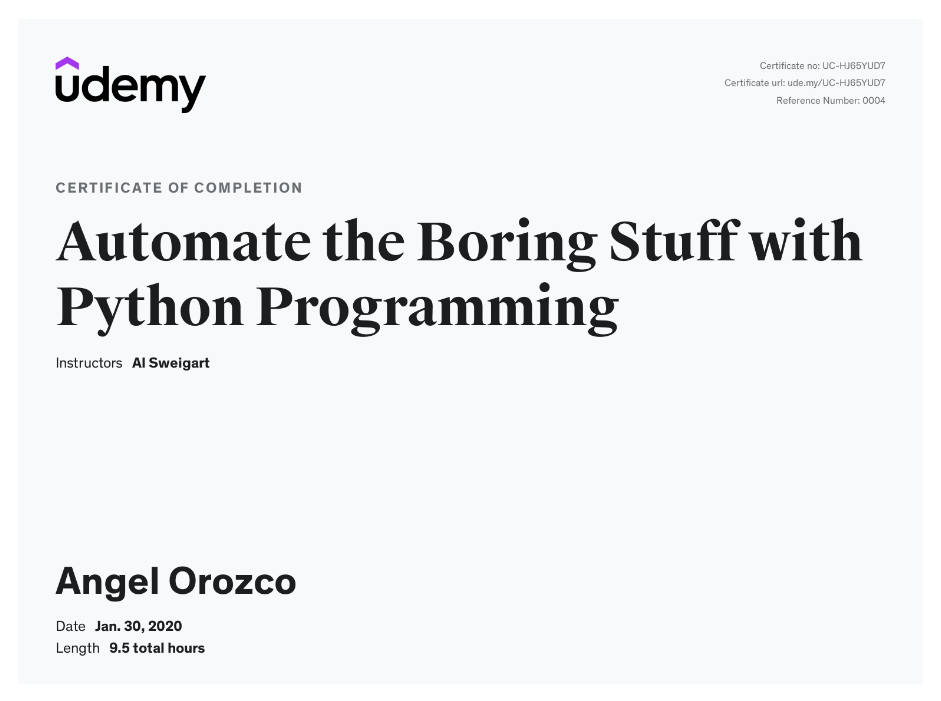 udemy
Certificate no: UC-HJ65YUD7
Certificate url: ude.my/UC-HJ65YUD7
Reference Number: 0004
CERTIFICATE OF COMPLETION
Automate the Boring Stuff with
Python Programming
Instructors Al Sweigart
Angel Orozco
Date Jan. 30, 2020
Length 9.5 total hours